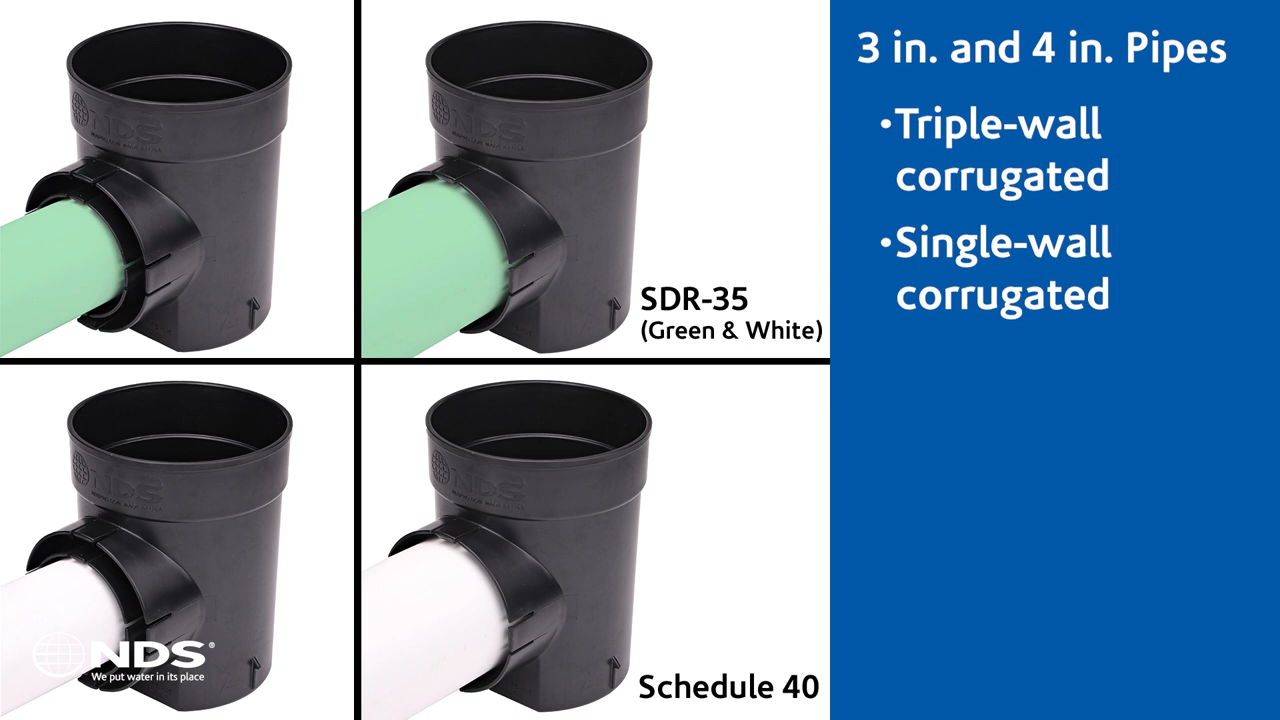 NDS
NDS
SDR-35
(Green & White)
NDS
NDS
NDS®
We put water in its place
Schedule 40
3 in. and 4 in. Pipes
•Triple-wall
corrugated
•Single-wall
corrugated